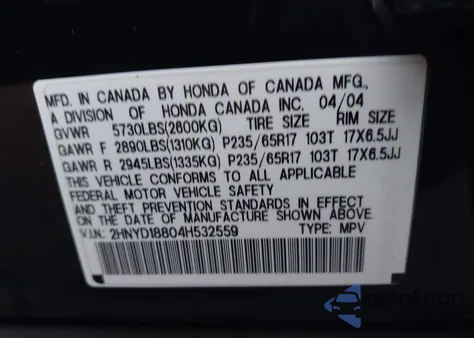 MFD. IN CANADA BY HONDA OF CANADA MFG.,
A DIVISION OF HONDA CANADA INC. 04/04
GVWR 5730LBS(2600KG) TIRE SIZE RIM SIZE
GAWR F 2890LBS(1310KG) P235/65R17 103T 17X6.5JJ
GAWR R 2945LBS(1335KG) P235/65R17 103T 17X6.5JJ
THIS VEHICLE CONFORMS TO ALL APPLICABLE
FEDERAL MOTOR VEHICLE SAFETY
AND THEFT PREVENTION STANDARDS IN EFFECT
ON THE DATE OF MANUFACTURE SHOWN ABOVE.
V.I.N.: 2HNYD18804H532559 TYPE: MPV
autoSnap